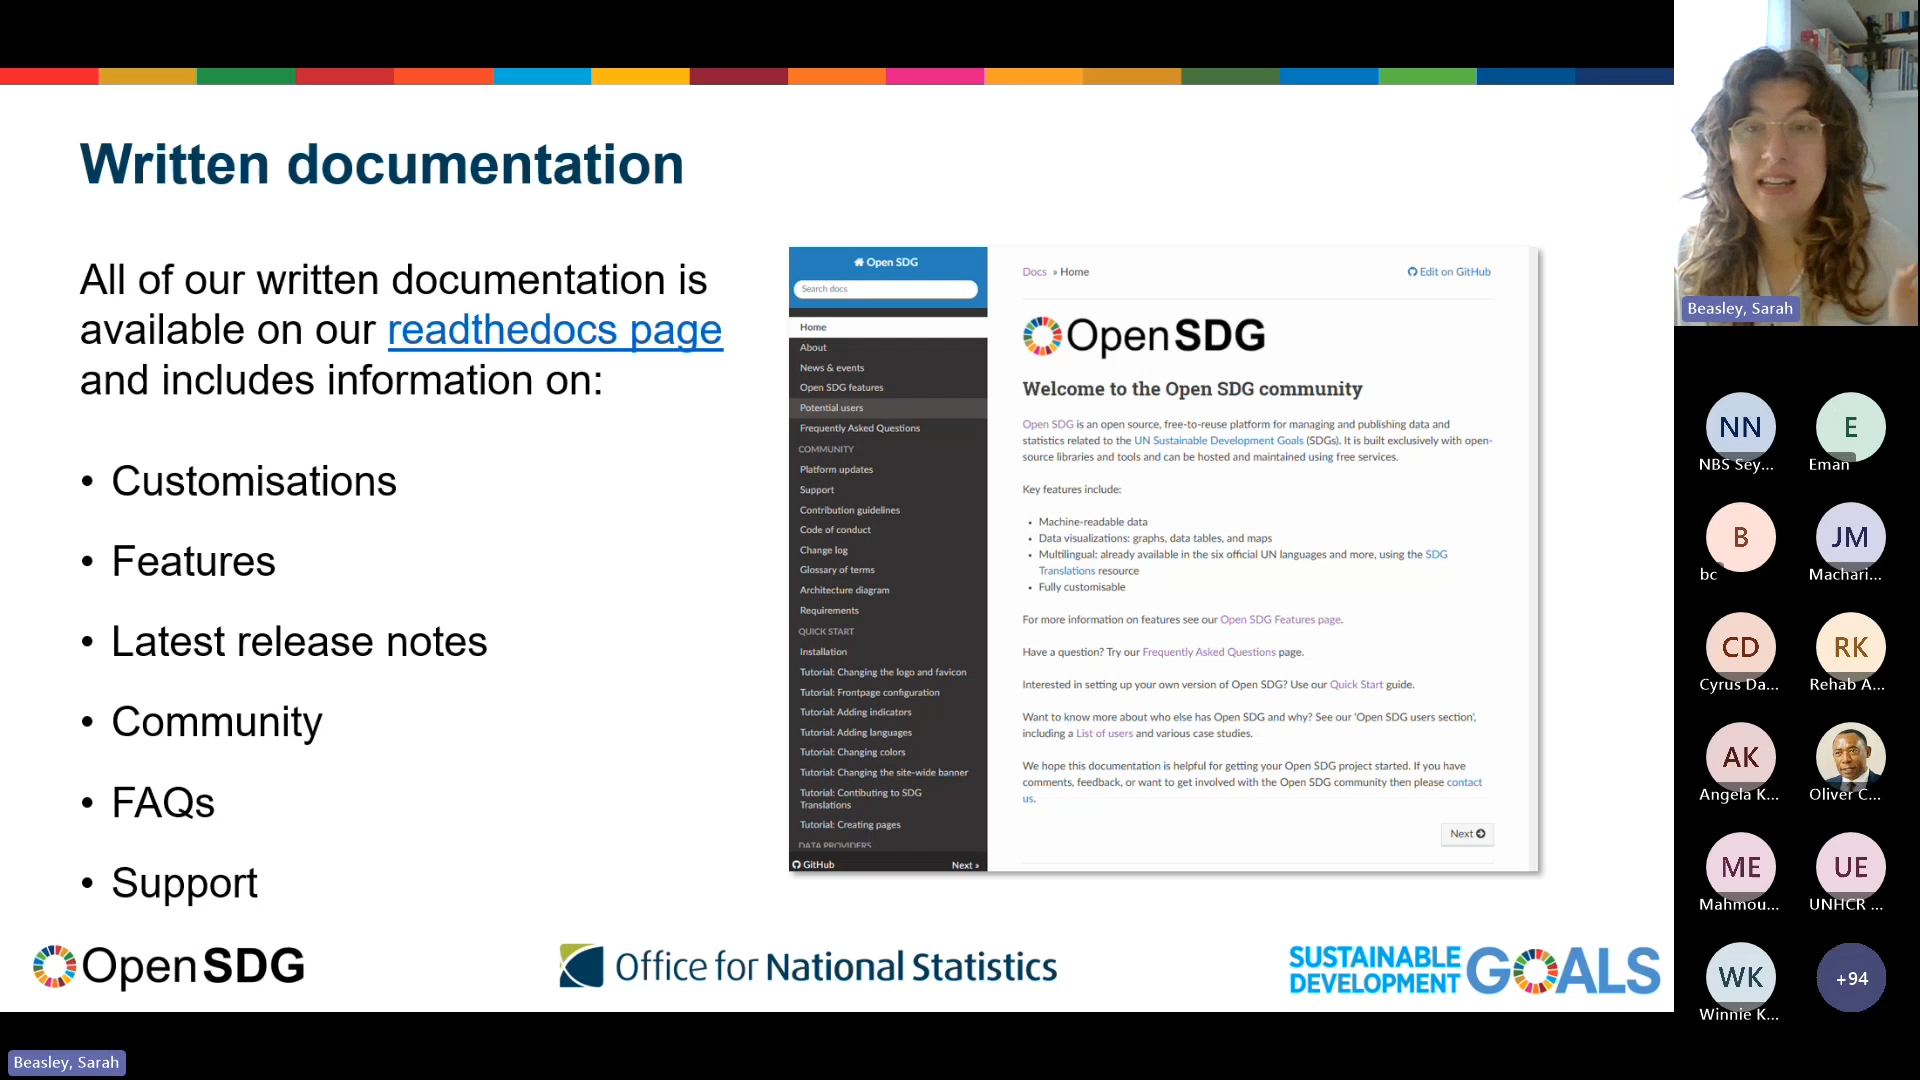 Written documentation
All of our written documentation is
available on our readthedocs page
and includes information on:
• Customisations
• Features
• Latest release notes
• Community
• FAQs
• Support
Open SDG
Search docs
Home
About
News & events
Open SDG features
Potential users
Frequently Asked Questions
COMMUNITY
Platform updates
Support
Contribution guidelines
Code of conduct
Change log
Glossary of terms
Architecture diagram
Requirements
QUICK START
Installation
Tutorial: Changing the logo and favicon
Tutorial: Frontpage configuration
Tutorial: Adding indicators
Tutorial: Adding languages
Tutorial: Changing colors
Tutorial: Changing the site-wide banner
Tutorial: Contibuting to SDG
Translations
Tutorial: Creating pages
DATA PROVIDERS
GitHub Next »
Docs » Home Edit on GitHub
Open SDG
Welcome to the Open SDG community
Open SDG is an open source, free-to-reuse platform for managing and publishing data and
statistics related to the UN Sustainable Development Goals (SDGs). It is built exclusively with open-
source libraries and tools and can be hosted and maintained using free services.
Key features include:
• Machine-readable data
• Data visualizations: graphs, data tables, and maps
• Multilingual: already available in the six official UN languages and more, using the SDG
Translations resource
• Fully customisable
For more information on features see our Open SDG Features page.
Have a question? Try our Frequently Asked Questions page.
Interested in setting up your own version of Open SDG? Use our Quick Start guide.
Want to know more about who else has Open SDG and why? See our 'Open SDG users section',
including a List of users and various case studies.
We hope this documentation is helpful for getting your Open SDG project started. If you have
comments, feedback, or want to get involved with the Open SDG community then please contact
us.
Next
Open SDG
Office for National Statistics
SUSTAINABLE
DEVELOPMENT
GOALS
Beasley, Sarah
Beasley, Sarah
NN E
NBS Sey... Eman
B JM
bc Machari...
CD RK
Cyrus Da... Rehab A...
AK
Angela K... Oliver C...
ME UE
Mahmou... UNHCR ...
WK +94
Winnie K...